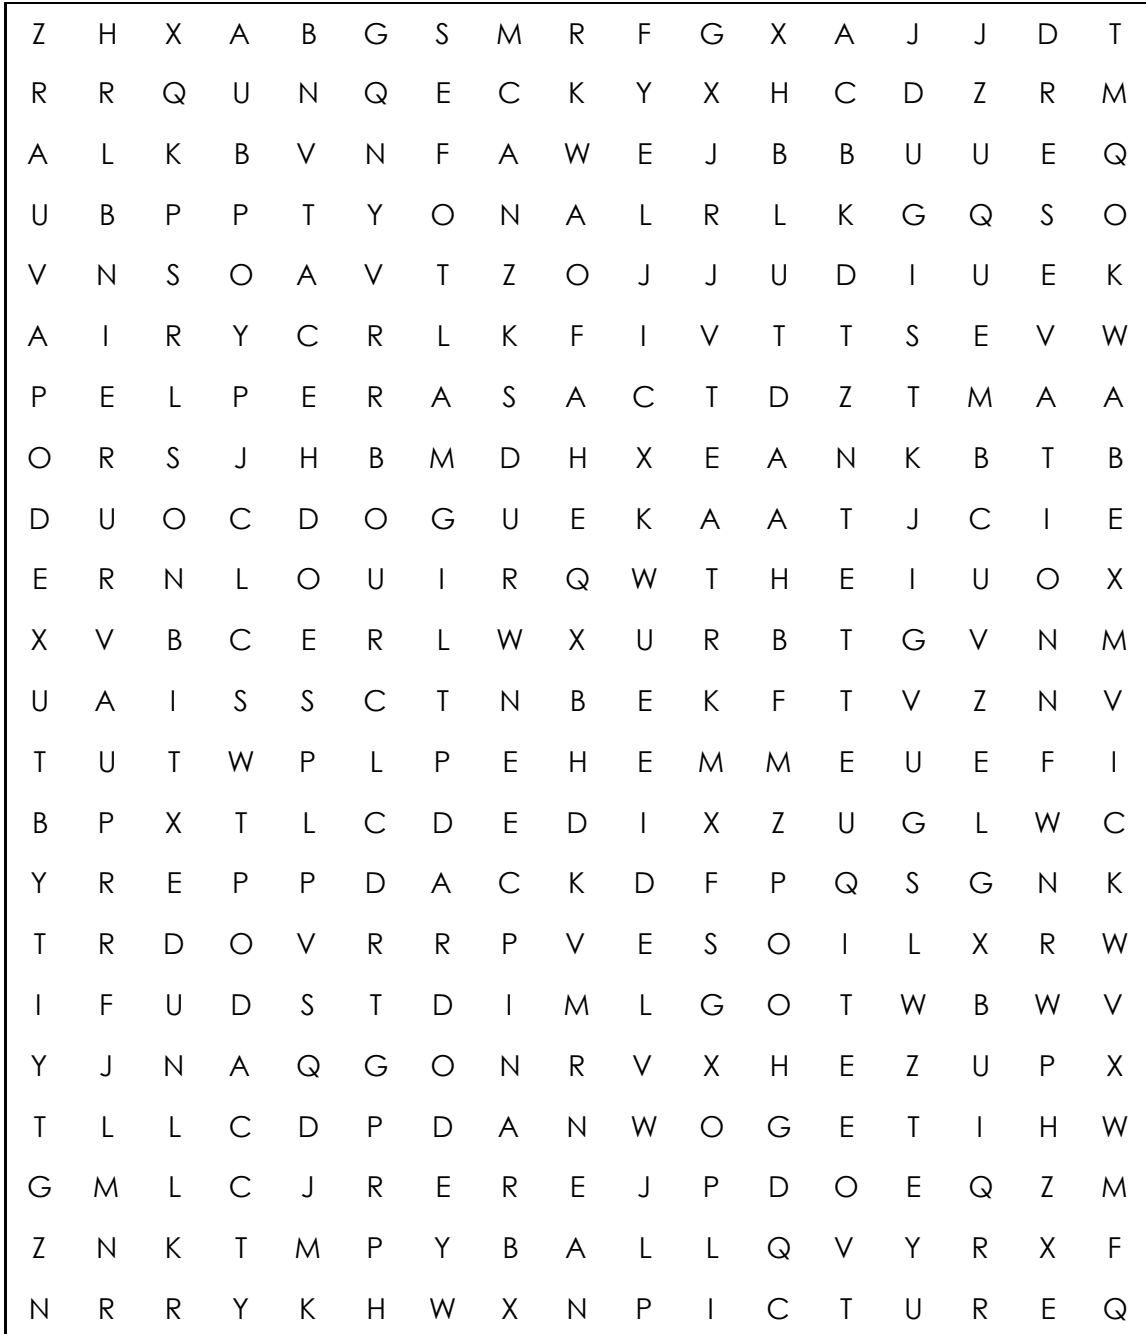 Z H X A B G S M R F G X A J J D T
R R Q U N Q E C K Y X H C D Z R M
A L K B V N F A W E J B B U U E Q
U B P P T Y O N A L R L K G Q S O
V N S O A V T Z O J J U D I U E K
A I R Y C R L K F I V T T S E V W
P E L P E R A S A C T D Z T M A A
O R S J H B M D H X E A N K B T B
D U O C D O G U E K A A T J C I E
E R N L O U I R Q W T H E I U O X
X V B C E R L W X U R B T G V N M
U A I S S C T N B E K F T V Z N V
T U T W P L P E H E M M E U E F I
B P X T L C D E D I X Z U G L W C
Y R E P P D A C K D F P Q S G N K
T R D O V R R P V E S O I L X R W
I F U D S T D I M L G O T W B W V
Y J N A Q G O N R V X H E Z U P X
T L L C D P D A N W O G E T I H W
G M L C J R E R E J P D O E Q Z M
Z N K T M P Y B A L L Q V Y R X F
N R R Y K H W X N P I C T U R E Q